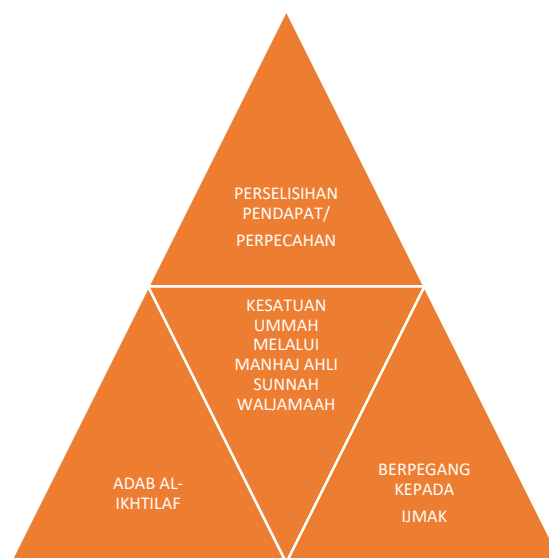 PERSELISIHAN
PENDAPAT/
PERPECAHAN
KESATUAN
UMMAH
MELALUI
MANHAJ AHLI
SUNNAH
WALJAMAAH
ADAB AL-
IKHTILAF
BERPEGANG
KEPADA
IJMAK